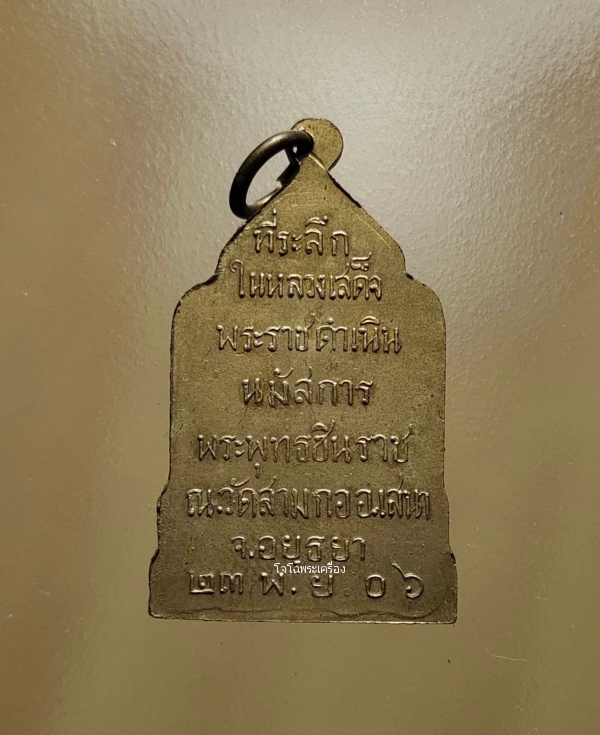 ที่ระลึก
ในหลวงเสด็จ
พระราชดำเนิน
นมัสการ
พระพุทธชินราช
ณ.วัดสามกออ.เสนา
จ.อยุธยา
โลโฉ้พระเครื่อง
๒๓ พ.ย. ๐๖